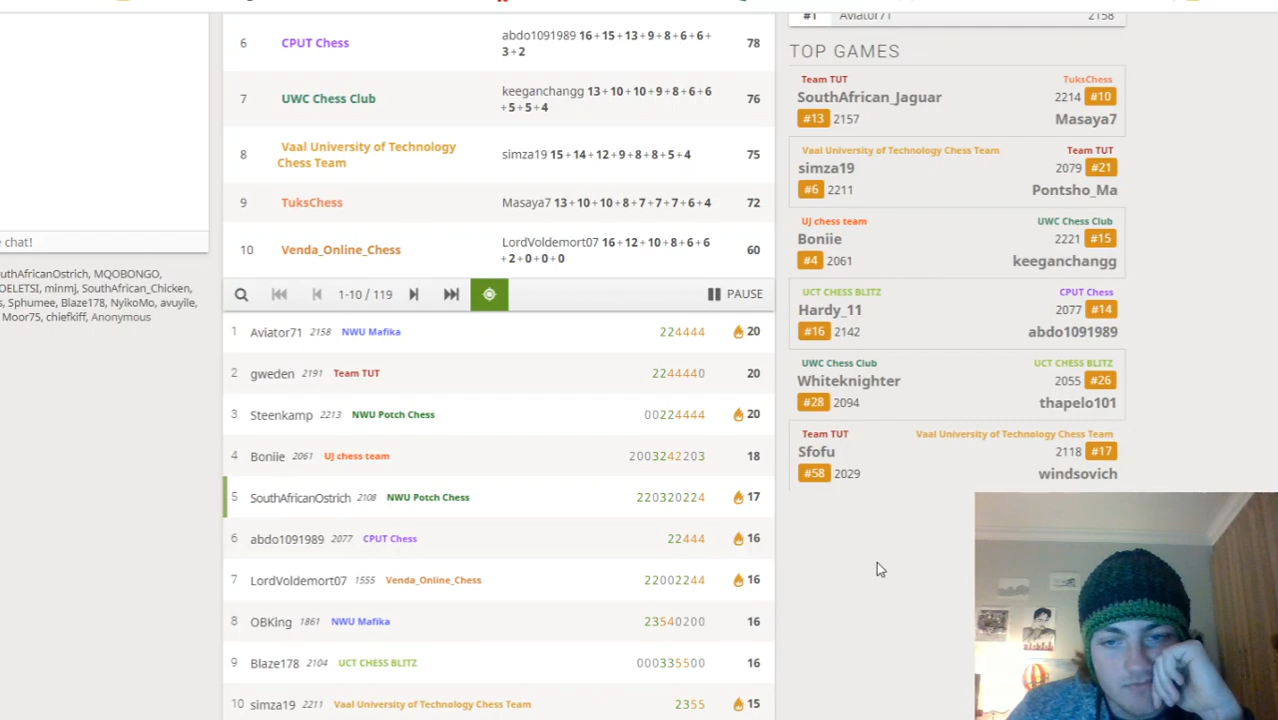 #1 Aviator71 2158
6 CPUT Chess abdo1091989 16+15+13+9+8+6+6+
3+2 78
7 UWC Chess Club keeganchangg 13+10+10+9+8+6+6
+5+5+4 76
8 Vaal University of Technology
Chess Team simza19 15+14+12+9+8+8+5+4 75
9 TuksChess Masaya7 13+10+10+8+7+7+7+6+4 72
10 Venda_Online_Chess LordVoldemort07 16+12+10+8+6+6
+2+0+0+0 60
1-10 / 119 PAUSE
1 Aviator71 2158 NWU Mafika 224444 20
2 gweden 2191 Team TUT 2244440 20
3 Steenkamp 2213 NWU Potch Chess 00224444 20
4 Boniie 2061 UJ chess team 2003242203 18
5 SouthAfricanOstrich 2108 NWU Potch Chess 220320224 17
6 abdo1091989 2077 CPUT Chess 22444 16
7 LordVoldemort07 1555 Venda_Online_Chess 22002244 16
8 OBKing 1861 NWU Mafika 23540200 16
9 Blaze178 2104 UCT CHESS BLITZ 000335500 16
10 simza19 2211 Vaal University of Technology Chess Team 2355 15
e chat!
uthAfricanOstrich, MQOBONGO,
OELETSI, minmj, SouthAfrican_Chicken,
, Sphumee, Blaze178, NyikoMo, avuyile,
Moor75, chiefkiff, Anonymous
TOP GAMES
Team TUT TuksChess
SouthAfrican_Jaguar 2214 #10
#13 2157 Masaya7
Vaal University of Technology Chess Team Team TUT
simza19 2079 #21
#6 2211 Pontsho_Ma
UJ chess team UWC Chess Club
Boniie 2221 #15
#4 2061 keeganchangg
UCT CHESS BLITZ CPUT Chess
Hardy_11 2077 #14
#16 2142 abdo1091989
UWC Chess Club UCT CHESS BLITZ
Whiteknighter 2055 #26
#28 2094 thapelo101
Team TUT Vaal University of Technology Chess Team
Sfofu 2118 #17
#58 2029 windsovich